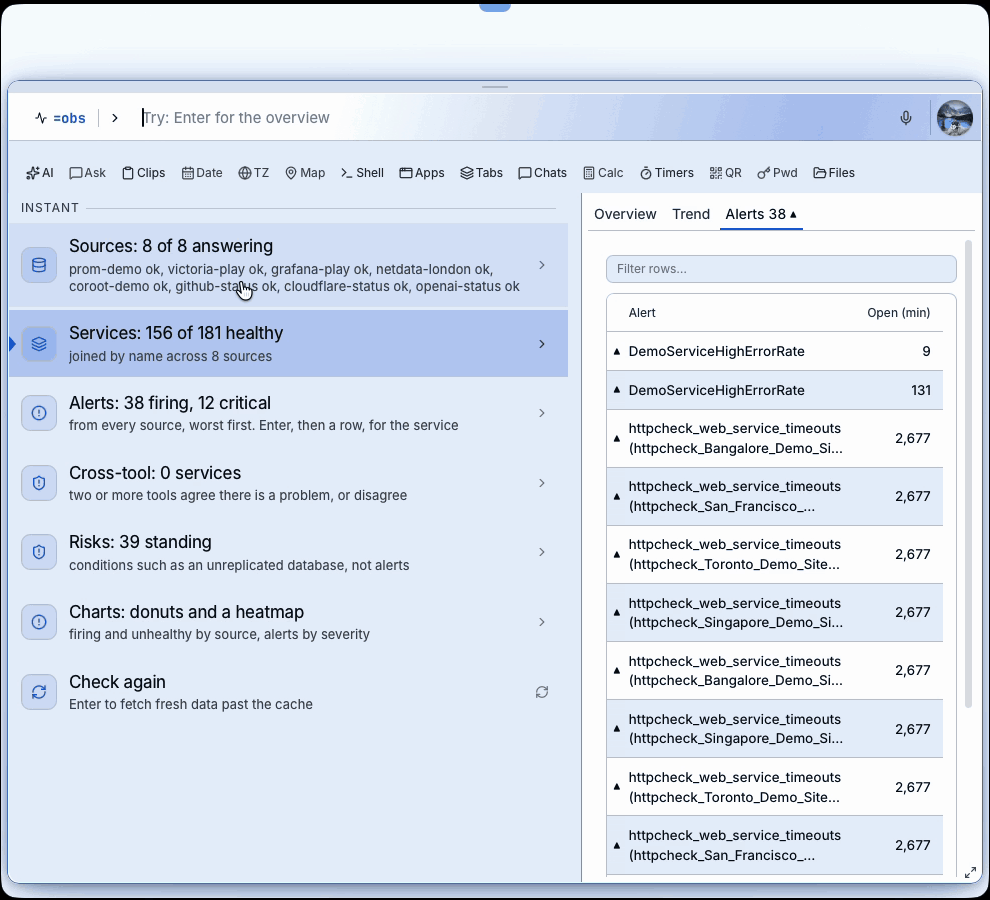 =obs
Try: Enter for the overview
AI
Ask
Clips
Date
TZ
Map
Shell
Apps
Tabs
Chats
Calc
Timers
QR
Pwd
Files
INSTANT
Sources: 8 of 8 answering
prom-demo ok, victoria-play ok, grafana-play ok, netdata-london ok,
coroot-demo ok, github-status ok, cloudflare-status ok, openai-status ok
Services: 156 of 181 healthy
joined by name across 8 sources
Alerts: 38 firing, 12 critical
from every source, worst first. Enter, then a row, for the service
Cross-tool: 0 services
two or more tools agree there is a problem, or disagree
Risks: 39 standing
conditions such as an unreplicated database, not alerts
Charts: donuts and a heatmap
firing and unhealthy by source, alerts by severity
Check again
Enter to fetch fresh data past the cache
Overview
Trend
Alerts 38 ▲
Filter rows...
Alert Open (min)
▲ DemoServiceHighErrorRate 9
▲ DemoServiceHighErrorRate 131
▲ httpcheck_web_service_timeouts 2,677
(httpcheck_Bangalore_Demo_Si...
▲ httpcheck_web_service_timeouts 2,677
(httpcheck_San_Francisco_...
▲ httpcheck_web_service_timeouts 2,677
(httpcheck_Toronto_Demo_Site...
▲ httpcheck_web_service_timeouts 2,677
(httpcheck_Singapore_Demo_Si...
▲ httpcheck_web_service_timeouts 2,677
(httpcheck_Bangalore_Demo_Si...
▲ httpcheck_web_service_timeouts 2,677
(httpcheck_Singapore_Demo_Si...
▲ httpcheck_web_service_timeouts 2,677
(httpcheck_Toronto_Demo_Site...
▲ httpcheck_web_service_timeouts 2,677
(httpcheck_San_Francisco_...